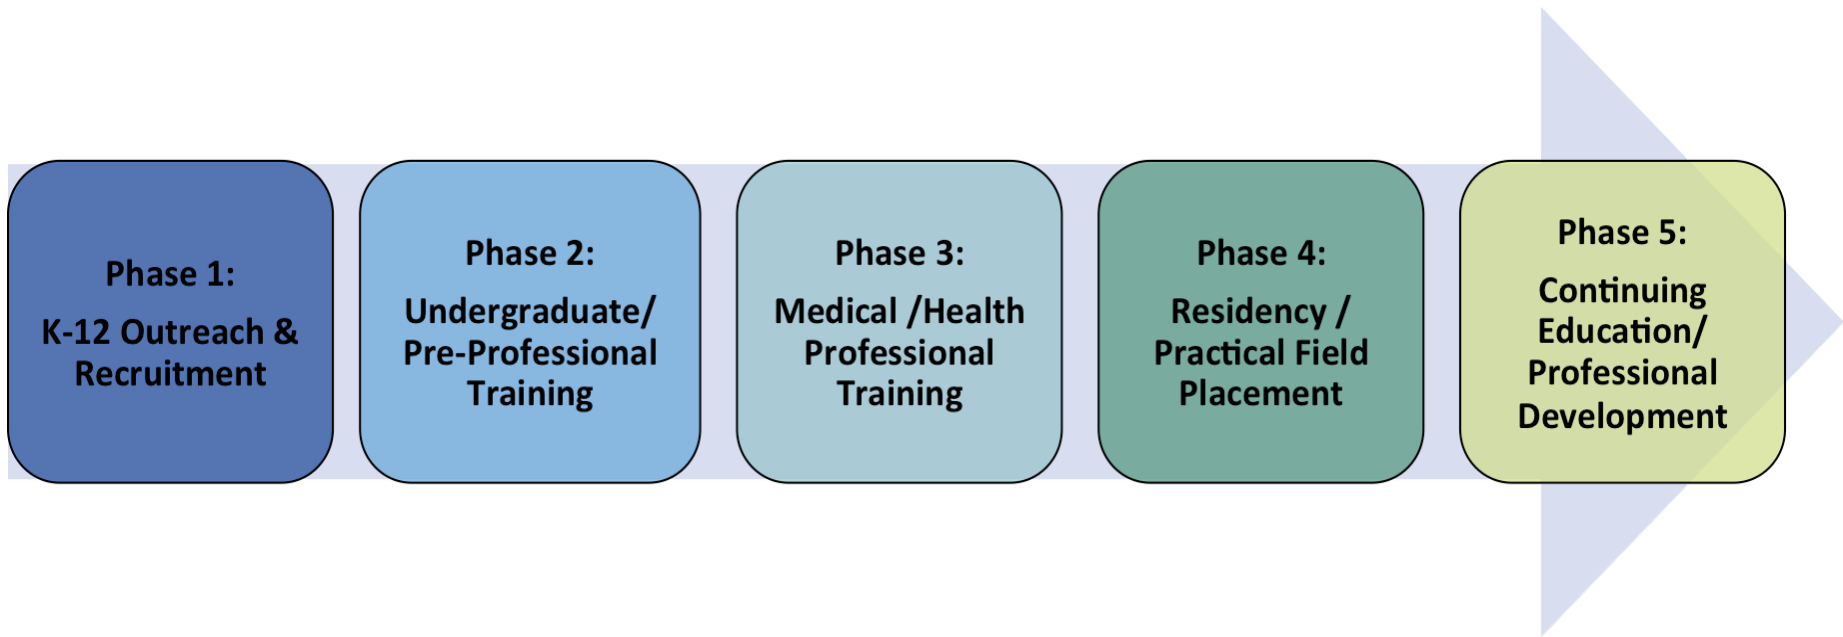 Phase 1:
K-12 Outreach &
Recruitment
Phase 2:
Undergraduate/
Pre-Professional
Training
Phase 3:
Medical /Health
Professional
Training
Phase 4:
Residency /
Practical Field
Placement
Phase 5:
Continuing
Education/
Professional
Development